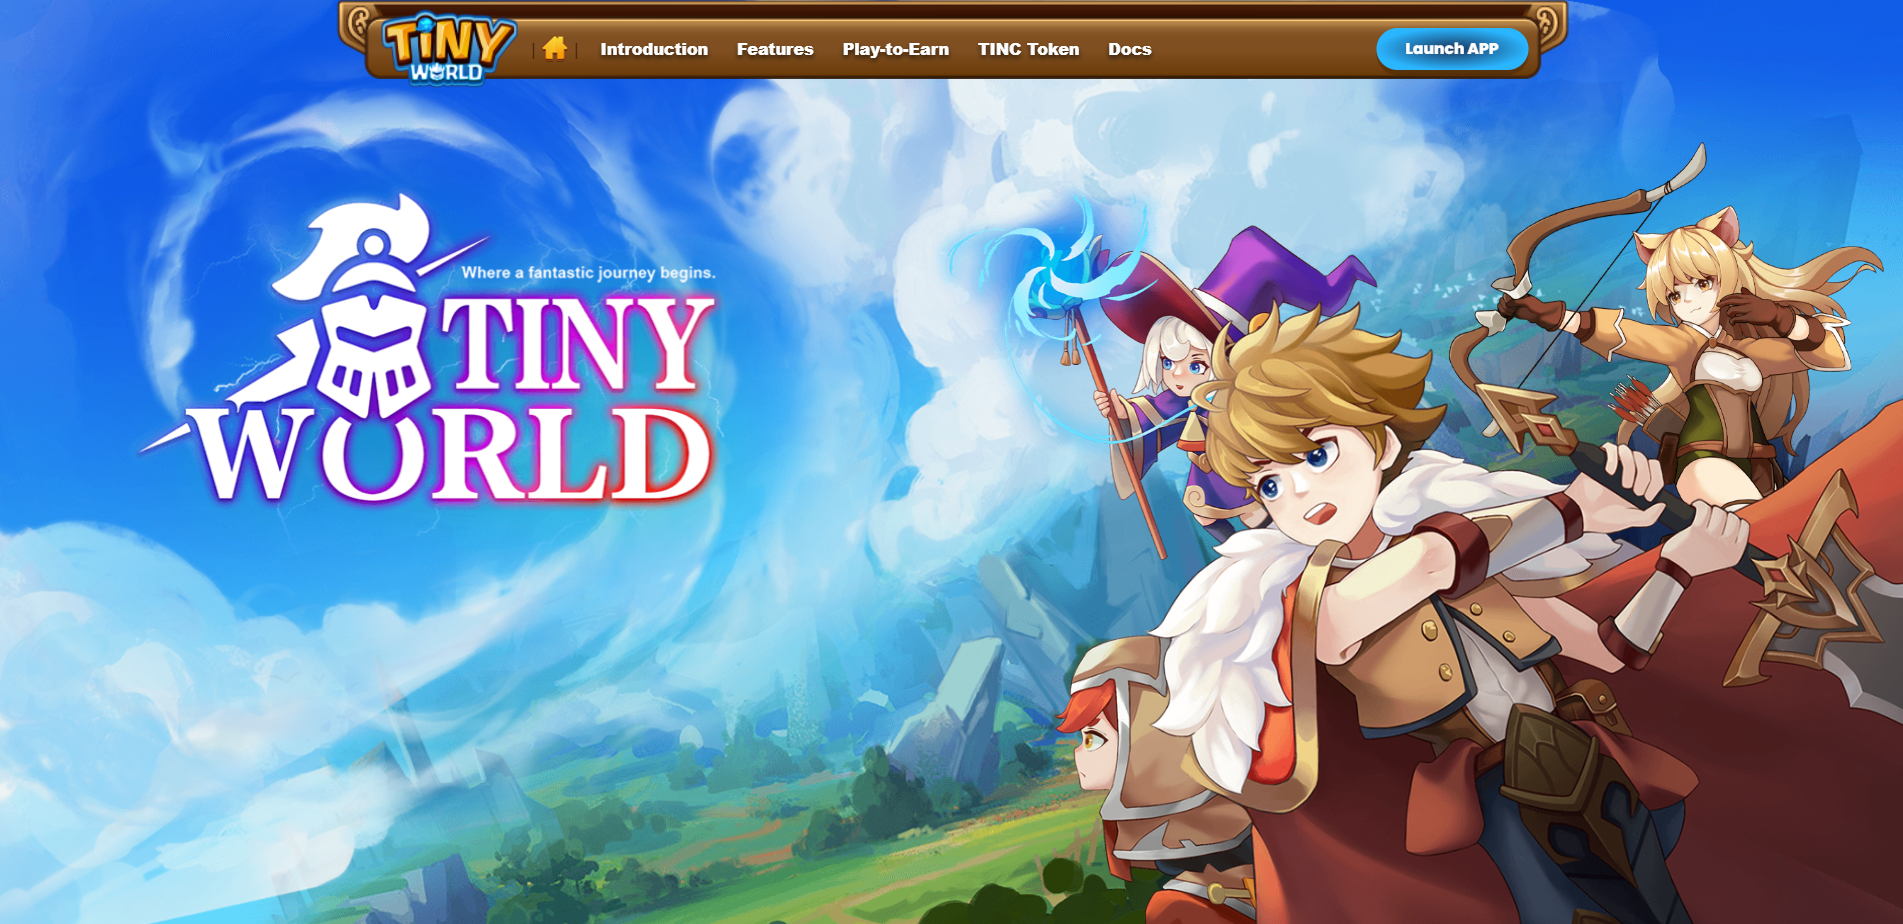 TINY
WORLD
Introduction Features Play-to-Earn TINC Token Docs
Launch APP
Where a fantastic journey begins.
TINY
WORLD